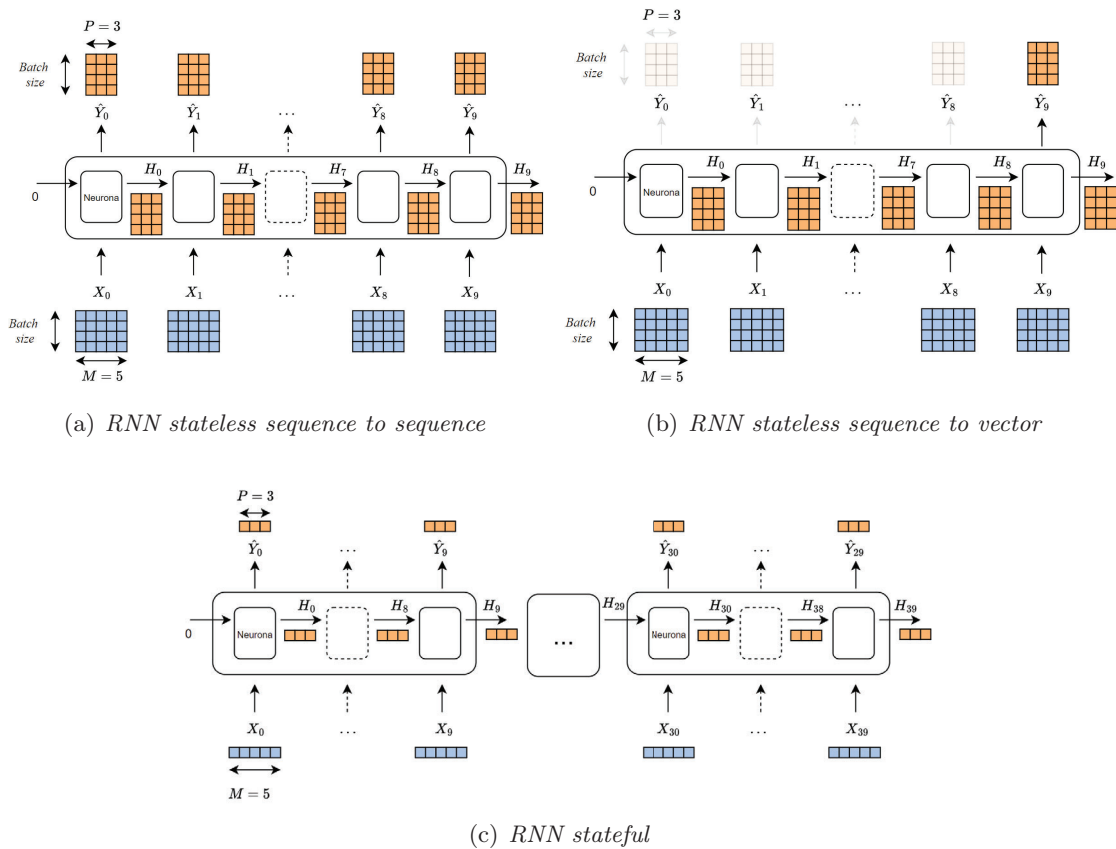 P = 3
Batch size
Ŷ₀ Ŷ₁ ... Ŷ₈ Ŷ₉
H₀ H₁ H₇ H₈ H₉
0
Neurona
X₀ X₁ ... X₈ X₉
Batch size
M = 5
(a) RNN stateless sequence to sequence
P = 3
Batch size
Ŷ₀ Ŷ₁ ... Ŷ₈ Ŷ₉
H₀ H₁ H₇ H₈ H₉
0
Neurona
X₀ X₁ ... X₈ X₉
Batch size
M = 5
(b) RNN stateless sequence to vector
P = 3
Ŷ₀ ... Ŷ₉ Ŷ₃₀ ... Ŷ₂₉
H₀ H₈ H₉ H₂₉ H₃₀ H₃₈ H₃₉
0
Neurona ... Neurona
X₀ ... X₉ X₃₀ ... X₃₉
M = 5
(c) RNN stateful